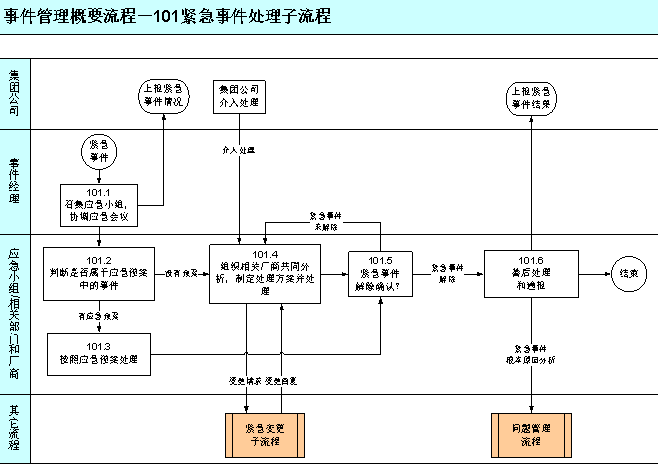 事件管理概要流程—101紧急事件处理子流程
集团公司
上报紧急
事件情况
集团公司
介入处理
上报紧急
事件结果
事件经理
紧急
事件
介入处理
101.1
召集应急小组，
协调应急会议
紧急事件
未解除
应急小组/相关部门和厂商
101.2
判断是否属于应急预案
中的事件
没有预案
101.4
组织相关厂商共同分
析，制定处理方案并处
理
101.5
紧急事件
解除确认?
紧急事件
解除
101.6
善后处理
和通报
结束
有应急预案
101.3
按照应急预案处理
变更请求
变更回复
紧急事件
根本原因分析
其它流程
紧急变更
子流程
问题管理
流程